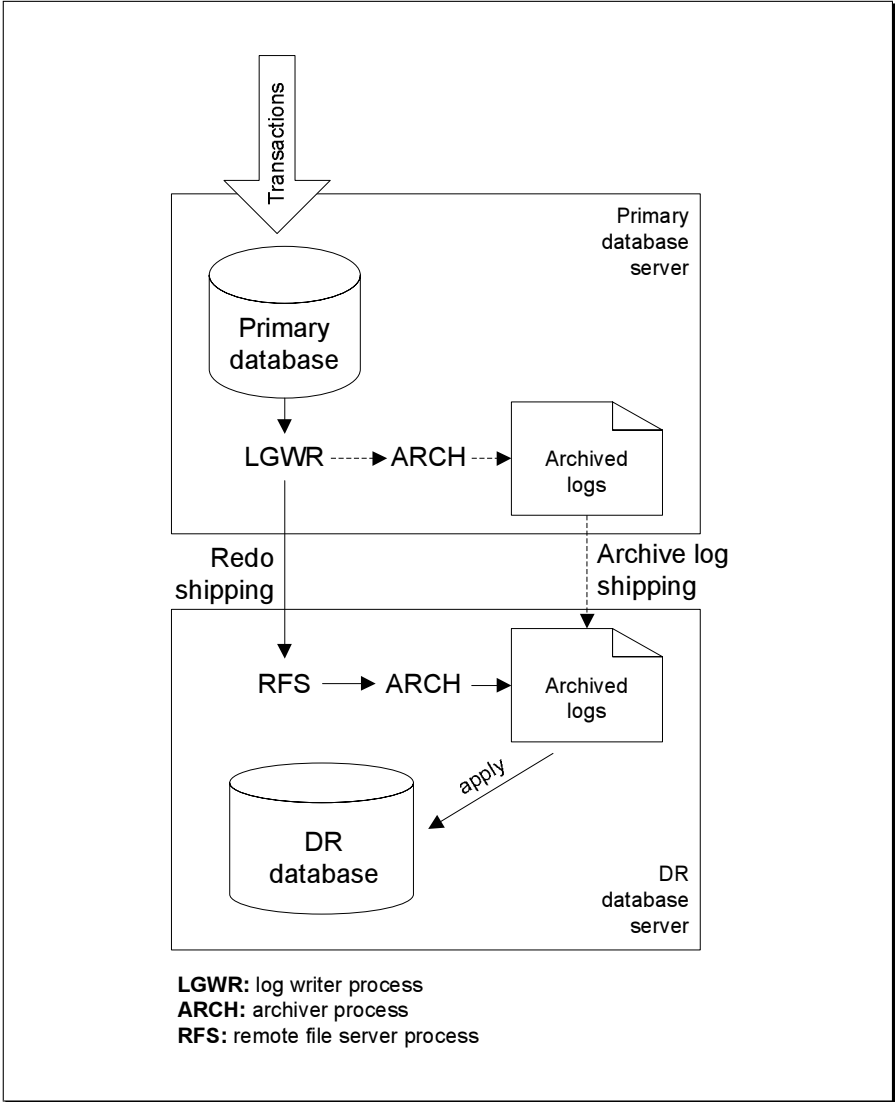 Transactions
Primary
database
server
Primary
database
LGWR
ARCH
Archived
logs
Redo
shipping
Archive log
shipping
RFS
ARCH
Archived
logs
apply
DR
database
DR
database
server
LGWR: log writer process
ARCH: archiver process
RFS: remote file server process